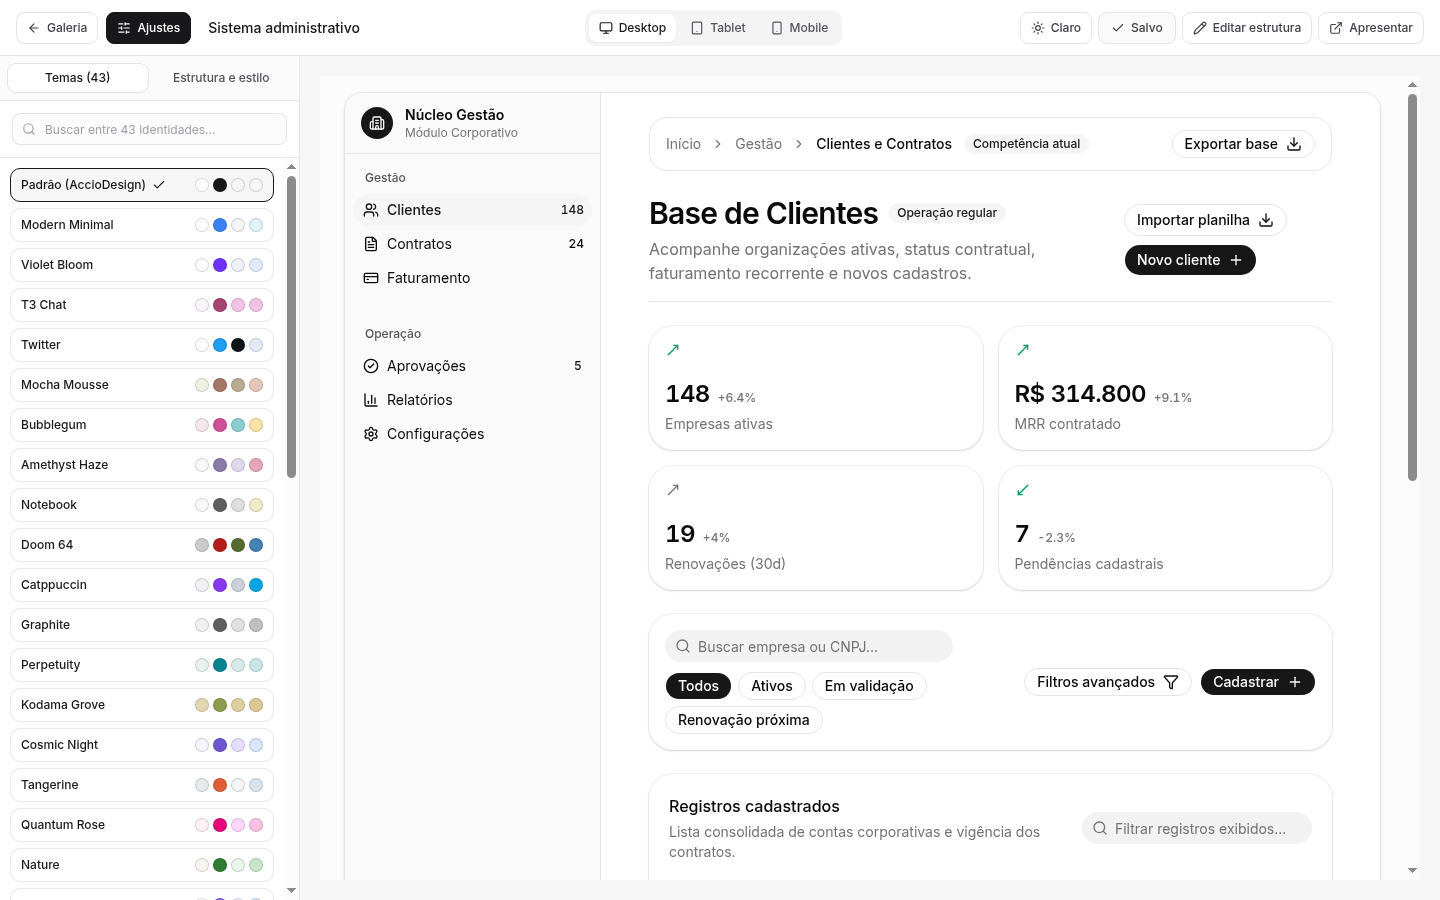 Galeria
Ajustes
Sistema administrativo
Desktop
Tablet
Mobile
Claro
Salvo
Editar estrutura
Apresentar
Temas (43)
Estrutura e estilo
Buscar entre 43 identidades...
Padrão (AccioDesign)
Modern Minimal
Violet Bloom
T3 Chat
Twitter
Mocha Mousse
Bubblegum
Amethyst Haze
Notebook
Doom 64
Catppuccin
Graphite
Perpetuity
Kodama Grove
Cosmic Night
Tangerine
Quantum Rose
Nature
Núcleo Gestão
Módulo Corporativo
Gestão
Clientes 148
Contratos 24
Faturamento
Operação
Aprovações 5
Relatórios
Configurações
Início
Gestão
Clientes e Contratos
Competência atual
Exportar base
Base de Clientes
Operação regular
Acompanhe organizações ativas, status contratual,
faturamento recorrente e novos cadastros.
Importar planilha
Novo cliente
148 +6.4%
Empresas ativas
R$ 314.800 +9.1%
MRR contratado
19 +4%
Renovações (30d)
7 -2.3%
Pendências cadastrais
Buscar empresa ou CNPJ...
Todos
Ativos
Em validação
Renovação próxima
Filtros avançados
Cadastrar
Registros cadastrados
Lista consolidada de contas corporativas e vigência dos
contratos.
Filtrar registros exibidos...